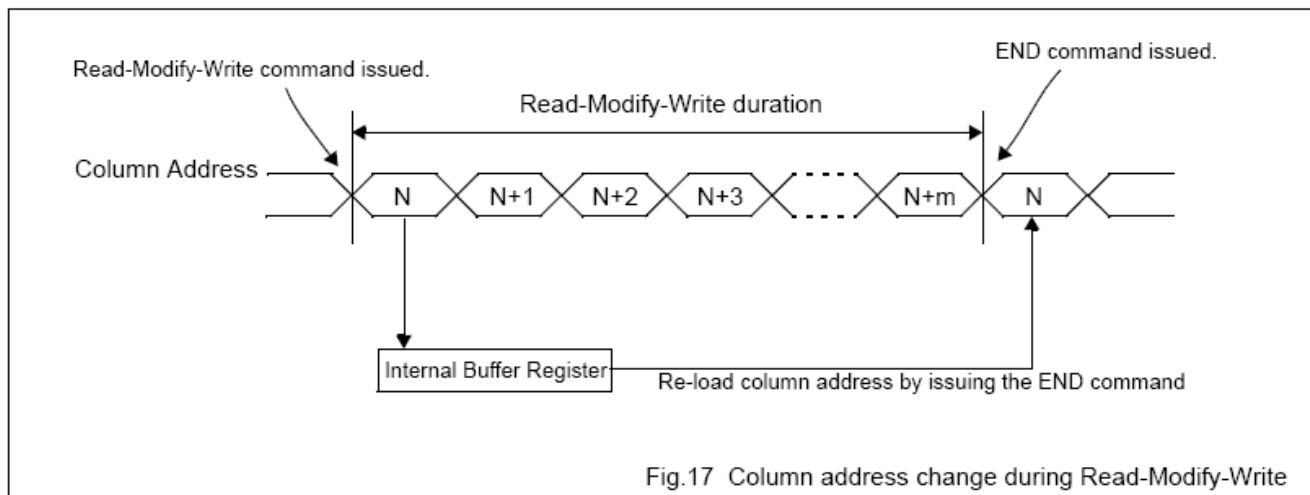 END command issued.
Read-Modify-Write command issued.
Read-Modify-Write duration
Column Address
N
N+1
N+2
N+3
N+m
N
Internal Buffer Register
Re-load column address by issuing the END command
Fig.17 Column address change during Read-Modify-Write